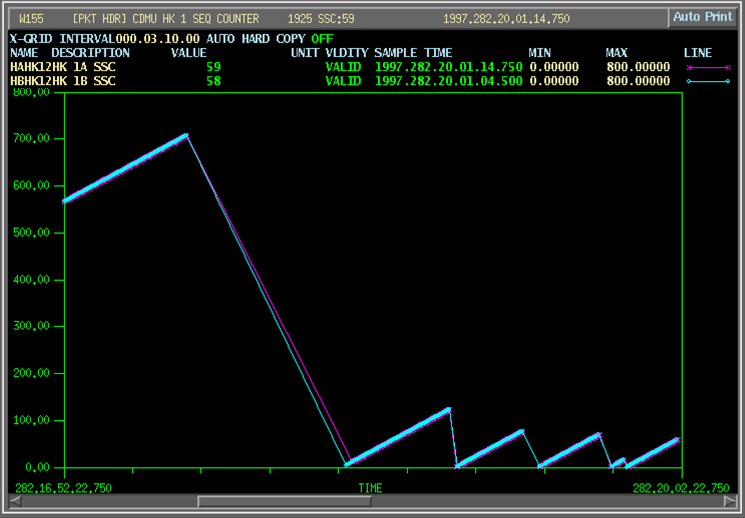 W155 [PKT HDR] CDMU HK 1 SEQ COUNTER 1925 SSC:59 1997.282.20.01.14.750 Auto Print
X-GRID INTERVAL000.03.10.00 AUTO HARD COPY OFF
NAME DESCRIPTION VALUE UNIT VLDITY SAMPLE TIME MIN MAX LINE
HAHK12HK 1A SSC 59 VALID 1997.282.20.01.14.750 0.00000 800.00000
HBHK12HK 1B SSC 58 VALID 1997.282.20.01.04.500 0.00000 800.00000
800.00
700.00
600.00
500.00
400.00
300.00
200.00
100.00
0.00
282.16.52.22.750 TIME 282.20.02.22.750